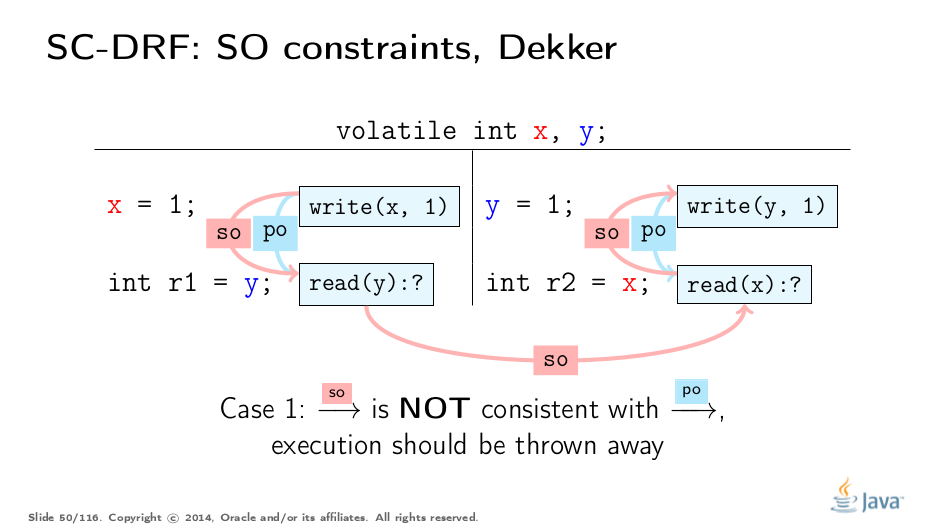 SC-DRF: SO constraints, Dekker
volatile int x, y;
x = 1;
write(x, 1)
so
po
int r1 = y;
read(y):?
y = 1;
write(y, 1)
so
po
int r2 = x;
read(x):?
so
Case 1: so⟶ is NOT consistent with po⟶,
execution should be thrown away
Java
Slide 50/116. Copyright © 2014, Oracle and/or its affiliates. All rights reserved.